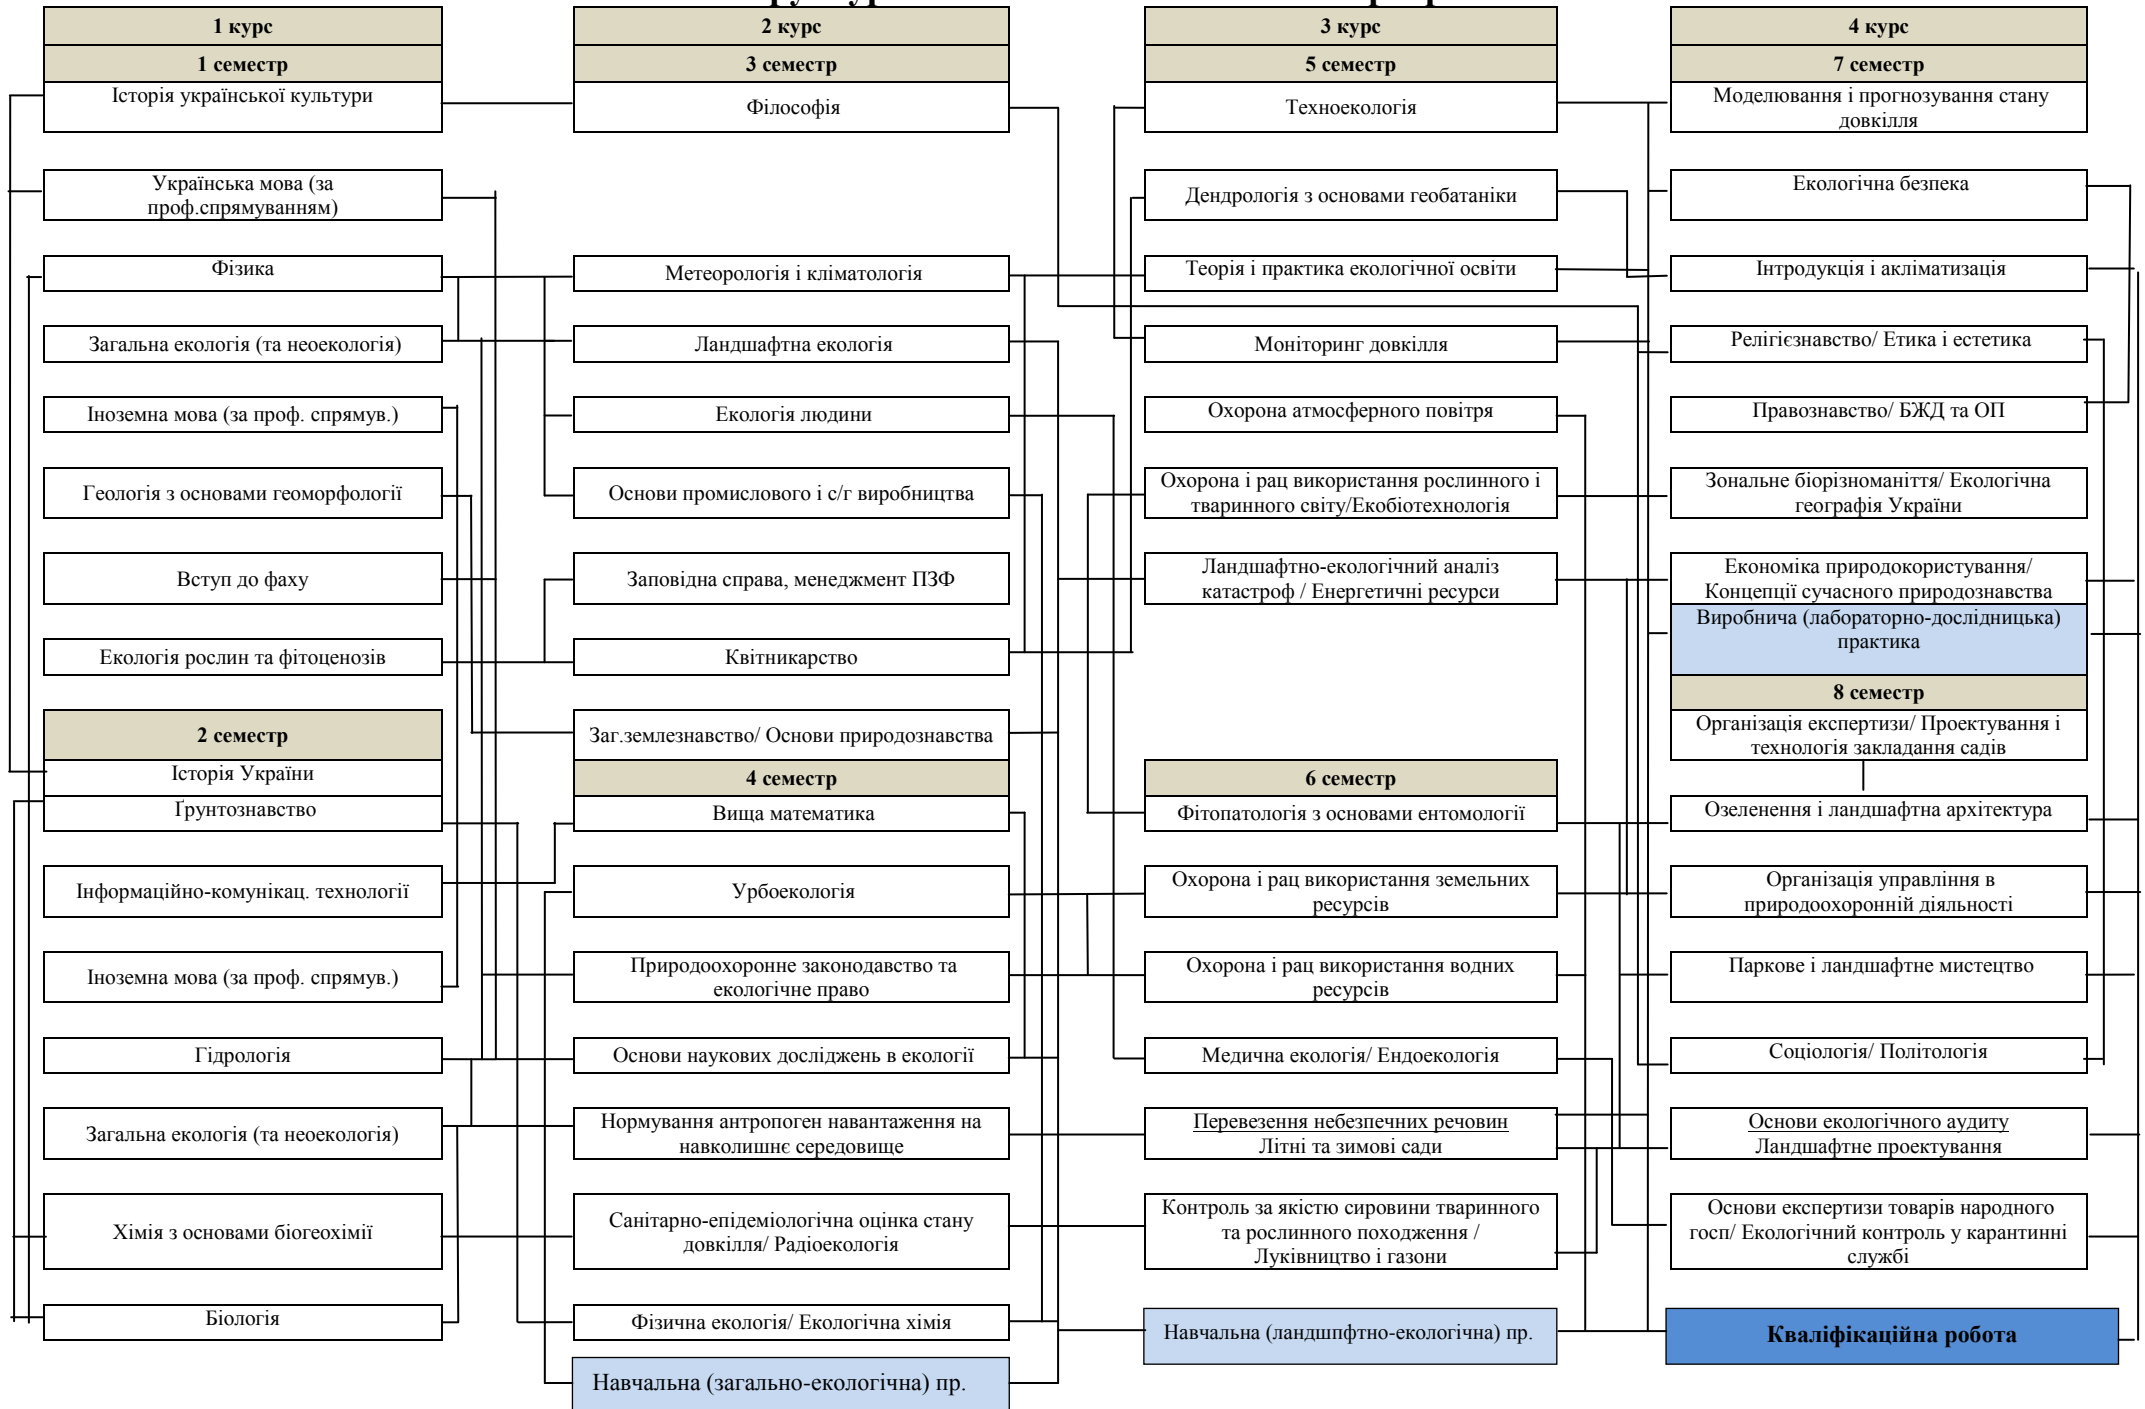 1 курс
1 семестр
Історія української культури
Українська мова (за
проф.спрямуванням)
Фізика
Загальна екологія (та неоекологія)
Іноземна мова (за проф. спрямув.)
Геологія з основами геоморфології
Вступ до фаху
Екологія рослин та фітоценозів
2 семестр
Історія України
Ґрунтознавство
Інформаційно-комунікац. технології
Іноземна мова (за проф. спрямув.)
Гідрологія
Загальна екологія (та неоекологія)
Хімія з основами біогеохімії
Біологія
2 курс
3 семестр
Філософія
Метеорологія і кліматологія
Ландшафтна екологія
Екологія людини
Основи промислового і с/г виробництва
Заповідна справа, менеджмент ПЗФ
Квітникарство
Заг.землезнавство/ Основи природознавства
4 семестр
Вища математика
Урбоекологія
Природоохоронне законодавство та
екологічне право
Основи наукових досліджень в екології
Нормування антропоген навантаження на
навколишнє середовище
Санітарно-епідеміологічна оцінка стану
довкілля/ Радіоекологія
Фізична екологія/ Екологічна хімія
Навчальна (загально-екологічна) пр.
3 курс
5 семестр
Техноекологія
Дендрологія з основами геобатаніки
Теорія і практика екологічної освіти
Моніторинг довкілля
Охорона атмосферного повітря
Охорона і рац використання рослинного і
тваринного світу/Екобіотехнологія
Ландшафтно-екологічний аналіз
катастроф / Енергетичні ресурси
6 семестр
Фітопатологія з основами ентомології
Охорона і рац використання земельних
ресурсів
Охорона і рац використання водних
ресурсів
Медична екологія/ Ендоекологія
Перевезення небезпечних речовин
Літні та зимові сади
Контроль за якістю сировини тваринного
та рослинного походження /
Луківництво і газони
Навчальна (ландшпфтно-екологічна) пр.
4 курс
7 семестр
Моделювання і прогнозування стану
довкілля
Екологічна безпека
Інтродукція і акліматизація
Релігієзнавство/ Етика і естетика
Правознавство/ БЖД та ОП
Зональне біорізноманіття/ Екологічна
географія України
Економіка природокористування/
Концепції сучасного природознавства
Виробнича (лабораторно-дослідницька)
практика
8 семестр
Організація експертизи/ Проектування і
технологія закладання садів
Озеленення і ландшафтна архітектура
Організація управління в
природоохоронній діяльності
Паркове і ландшафтне мистецтво
Соціологія/ Політологія
Основи екологічного аудиту
Ландшафтне проектування
Основи експертизи товарів народного
госп/ Екологічний контроль у карантинні
службі
Кваліфікаційна робота